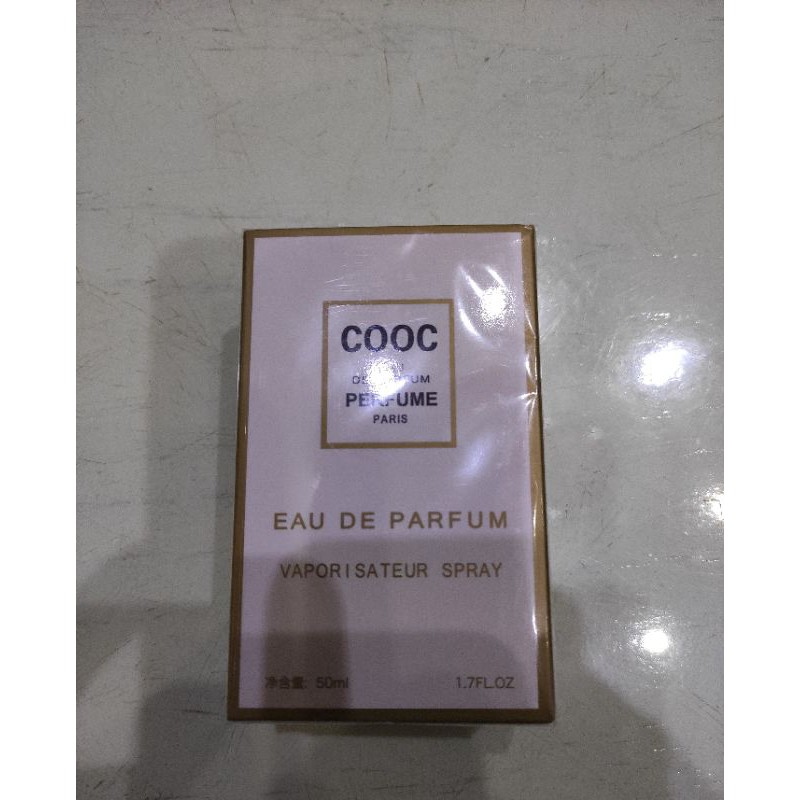 COOC
PERFUME
PARIS
EAU DE PARFUM
VAPORISATEUR SPRAY
净含量: 50ml
1.7FL.OZ